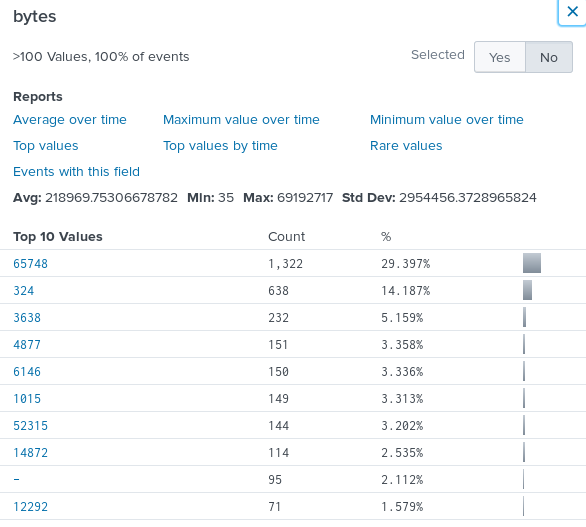 bytes
>100 Values, 100% of events
Selected Yes No
Reports
Average over time Maximum value over time Minimum value over time
Top values Top values by time Rare values
Events with this field
Avg: 218969.75306678782 Min: 35 Max: 69192717 Std Dev: 2954456.3728965824
Top 10 Values Count %
65748 1,322 29.397%
324 638 14.187%
3638 232 5.159%
4877 151 3.358%
6146 150 3.336%
1015 149 3.313%
52315 144 3.202%
14872 114 2.535%
- 95 2.112%
12292 71 1.579%